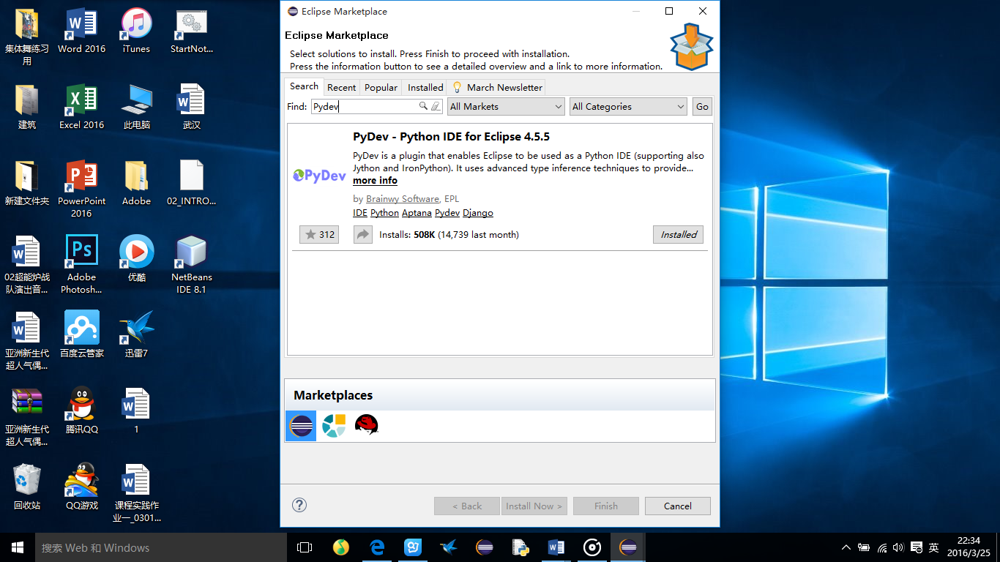 集体舞练习
用
Word 2016
iTunes
StartNot...
建筑
Excel 2016
此电脑
武汉
新建文件夹
PowerPoint
2016
Adobe
02_INTRO...
02超能炉战
队演出音...
Adobe
Photosh...
优酷
NetBeans
IDE 8.1
亚洲新生代
超人气偶...
百度云管家
迅雷7
亚洲新生代
超人气偶...
腾讯QQ
1
回收站
QQ游戏
课程实践作
业一_0301...
Eclipse Marketplace
Eclipse Marketplace
Select solutions to install. Press Finish to proceed with installation.
Press the information button to see a detailed overview and a link to more information.
Search Recent Popular Installed March Newsletter
Find: Pydev All Markets All Categories Go
PyDev - Python IDE for Eclipse 4.5.5
PyDev is a plugin that enables Eclipse to be used as a Python IDE (supporting also
Jython and IronPython). It uses advanced type inference techniques to provide...
more info
PyDev
by Brainwy Software, EPL
IDE Python Aptana Pydev Django
312 Installs: 508K (14,739 last month) Installed
Marketplaces
< Back Install Now > Finish Cancel
搜索 Web 和 Windows
英
22:34
2016/3/25